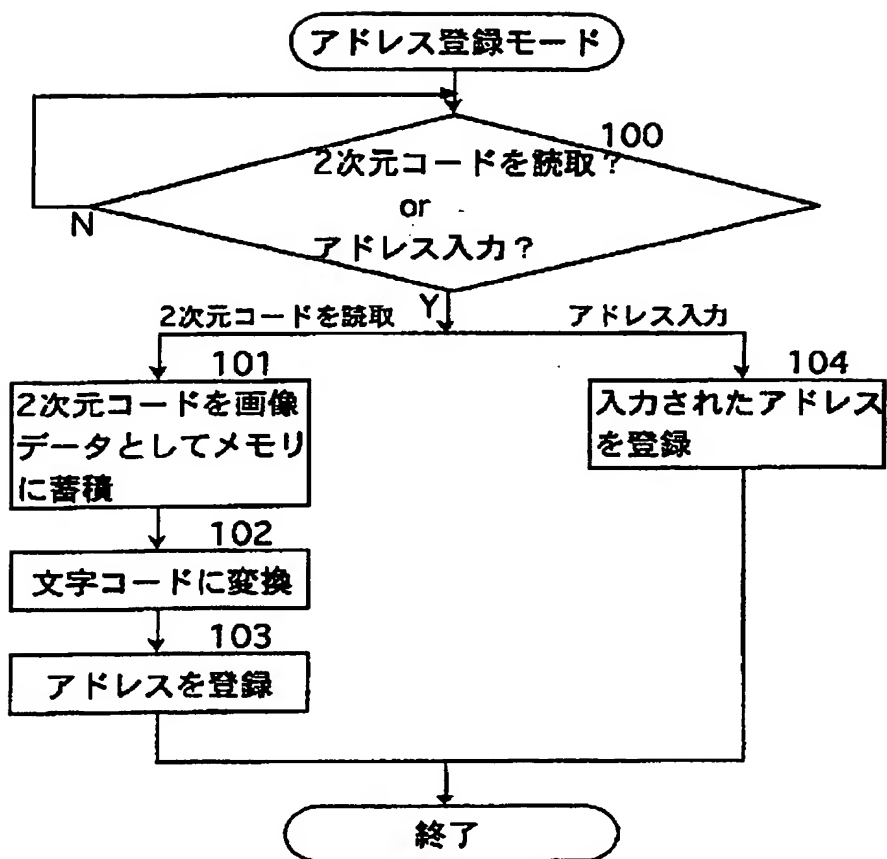 アドレス登録モード
100
2次元コードを読取？
or
アドレス入力？
N
Y
2次元コードを読取
アドレス入力
101
2次元コードを画像
データとしてメモリ
に蓄積
102
文字コードに変換
103
アドレスを登録
104
入力されたアドレス
を登録
終了